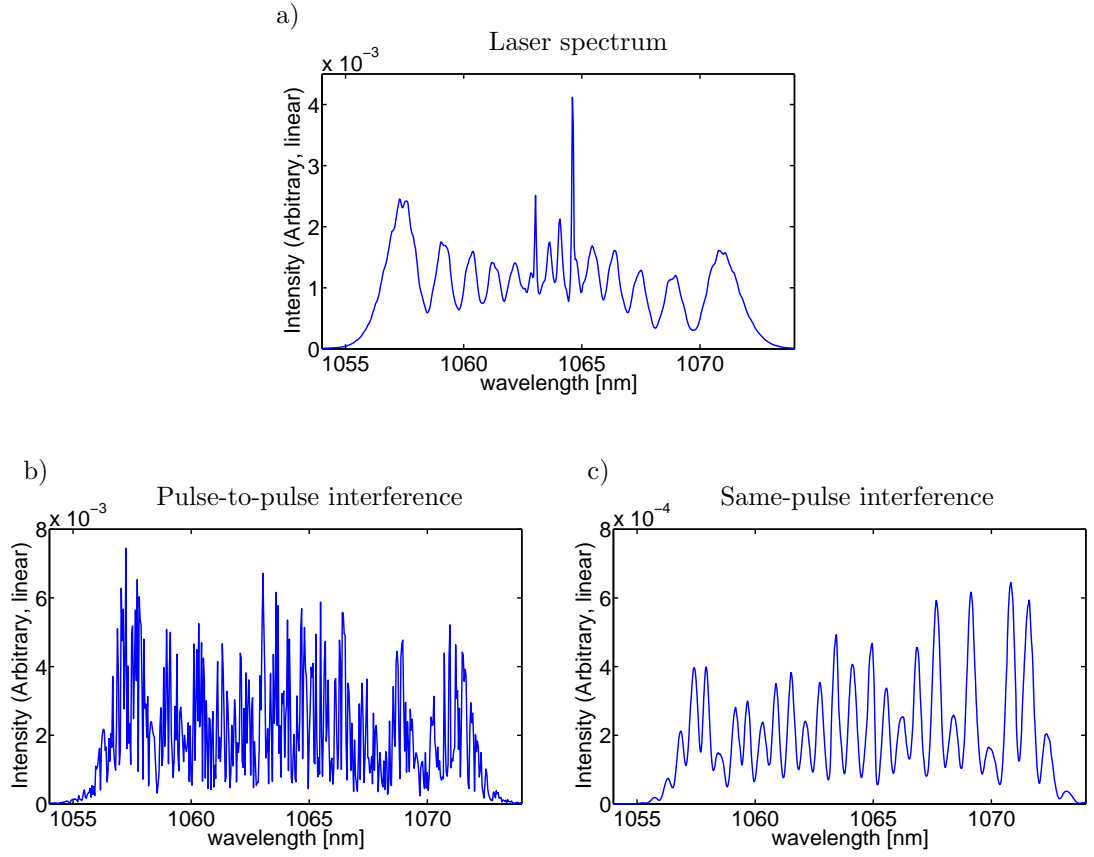 a)
Laser spectrum
x 10⁻³
Intensity (Arbitrary, linear)
4
3
2
1
0
1055 1060 1065 1070
wavelength [nm]
b)
Pulse-to-pulse interference
x 10⁻³
Intensity (Arbitrary, linear)
8
6
4
2
0
1055 1060 1065 1070
wavelength [nm]
c)
Same-pulse interference
x 10⁻⁴
Intensity (Arbitrary, linear)
8
6
4
2
0
1055 1060 1065 1070
wavelength [nm]